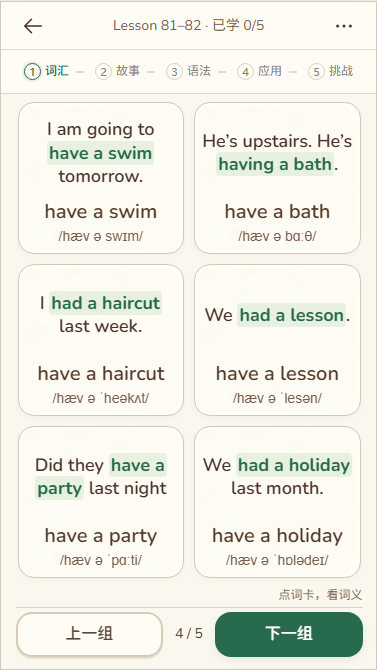 Lesson 81–82 · 已学 0/5
1 词汇 – 2 故事 – 3 语法 – 4 应用 – 5 挑战
I am going to
have a swim
tomorrow.
have a swim
/hæv ə swɪm/
He’s upstairs. He’s
having a bath.
have a bath
/hæv ə bɑːθ/
I had a haircut
last week.
have a haircut
/hæv ə ˈheəkʌt/
We had a lesson.
have a lesson
/hæv ə ˈlesən/
Did they have a
party last night
have a party
/hæv ə ˈpɑːti/
We had a holiday
last month.
have a holiday
/hæv ə ˈhɒlədeɪ/
点词卡，看词义
上一组
4 / 5
下一组